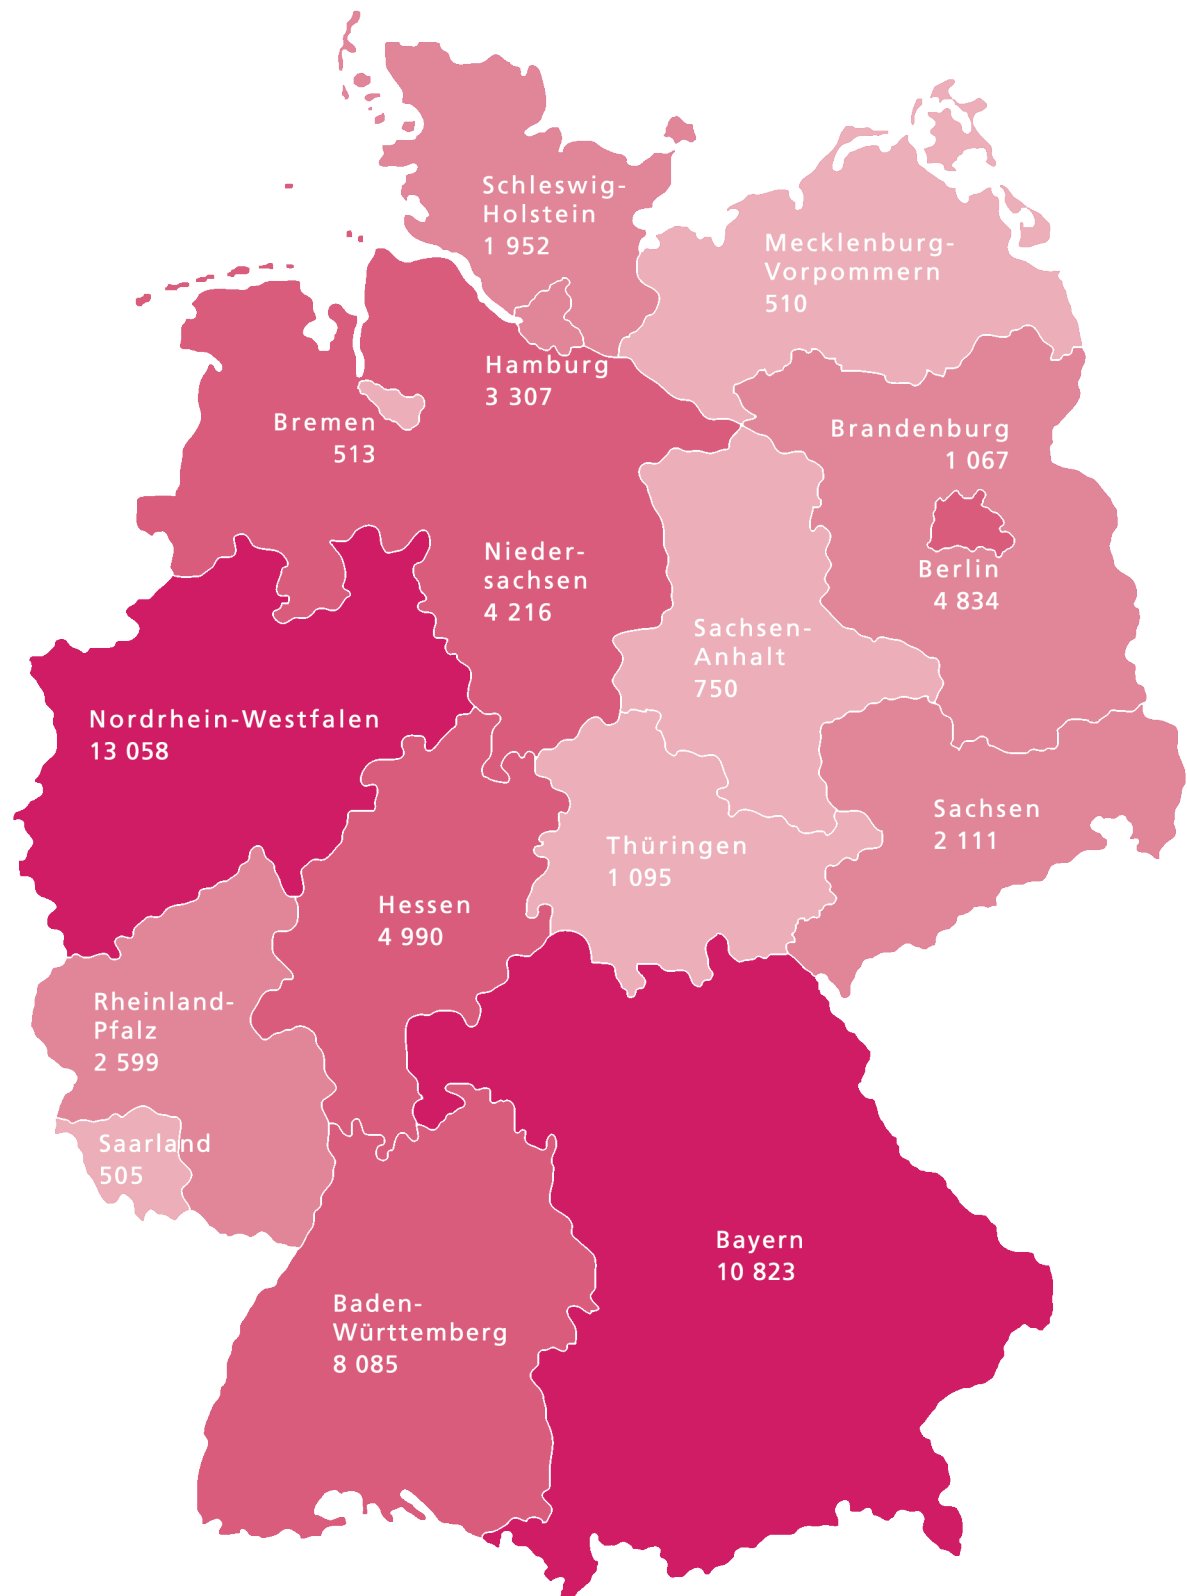 Schleswig-
Holstein
1 952
Mecklenburg-
Vorpommern
510
Hamburg
3 307
Bremen
513
Brandenburg
1 067
Nieder-
sachsen
4 216
Berlin
4 834
Sachsen-
Anhalt
750
Nordrhein-Westfalen
13 058
Sachsen
2 111
Thüringen
1 095
Hessen
4 990
Rheinland-
Pfalz
2 599
Saarland
505
Bayern
10 823
Baden-
Württemberg
8 085